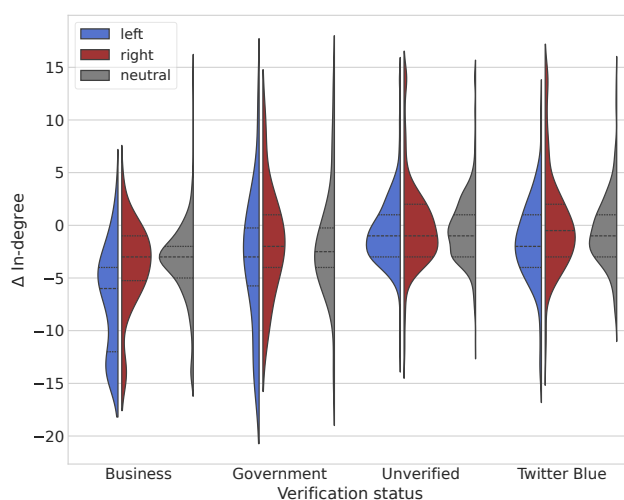 left
right
neutral
15
10
5
0
−5
−10
−15
−20
Δ In-degree
Business Government Unverified Twitter Blue
Verification status